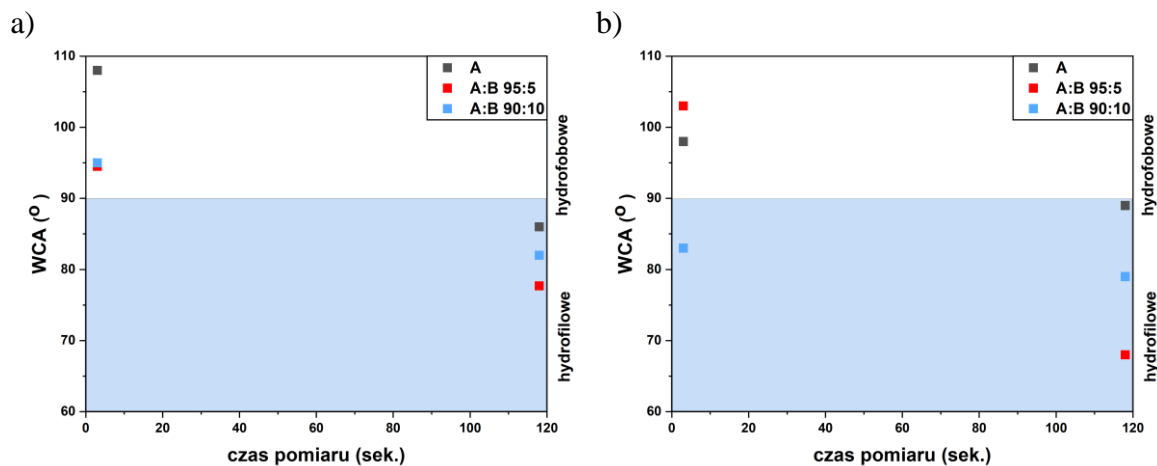 a)
110
100
90
80
70
60
WCA (°)
0 20 40 60 80 100 120
czas pomiaru (sek.)
A
A:B 95:5
A:B 90:10
hydrofobowe
hydrofilowe
b)
110
100
90
80
70
60
WCA (°)
0 20 40 60 80 100 120
czas pomiaru (sek.)
A
A:B 95:5
A:B 90:10
hydrofobowe
hydrofilowe